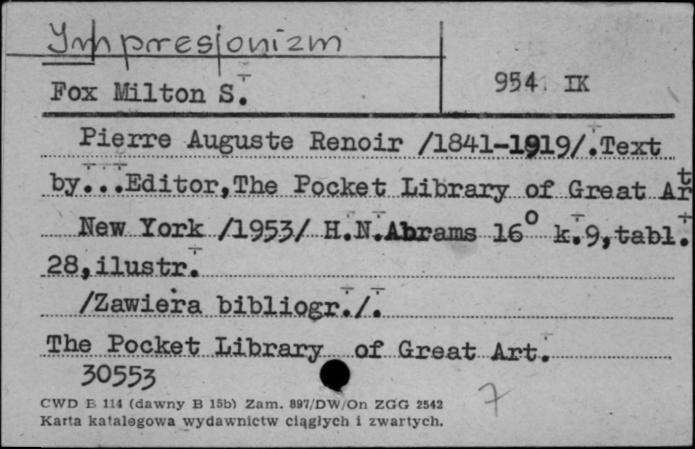 Impresjonizm
Fox Milton S.
954 IK
Pierre Auguste Renoir /1841-1919/.Text
by...Editor,The Pocket Library of Great Art
New York /1953/ H.N.Abrams 16° k.9,tabl.
28,ilustr.
/Zawiera bibliogr./.
The Pocket Library of Great Art.
30553
7
CWD B 114 (dawny B 15b) Zam. 897/DW/On ZGG 2542
Karta katalogowa wydawnictw ciągłych i zwartych.